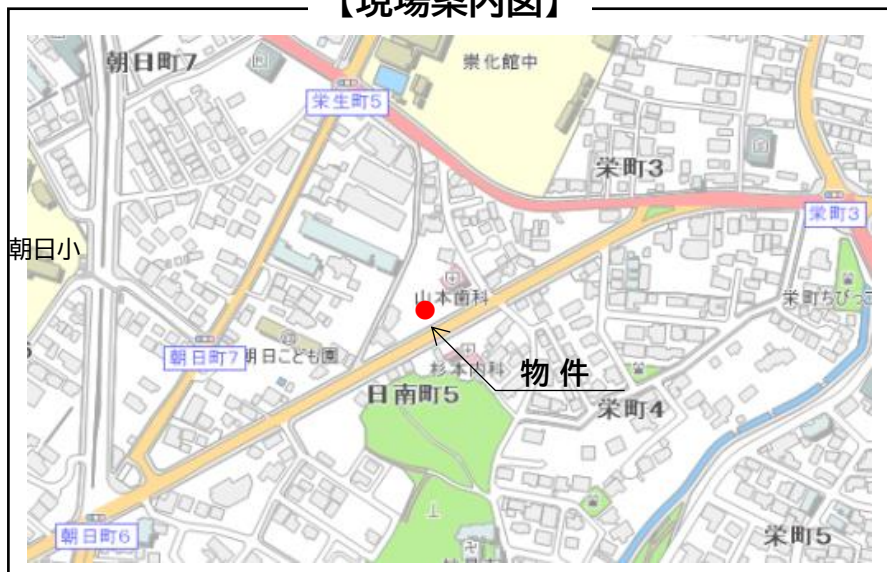 【現場案内図】
朝日町7
崇化館中
栄生町5
栄町3
栄町3
朝日小
山本歯科
栄町ちびっこ
朝日町7
朝日こども園
杉本内科
物件
日南町5
栄町4
朝日町6
栄町5